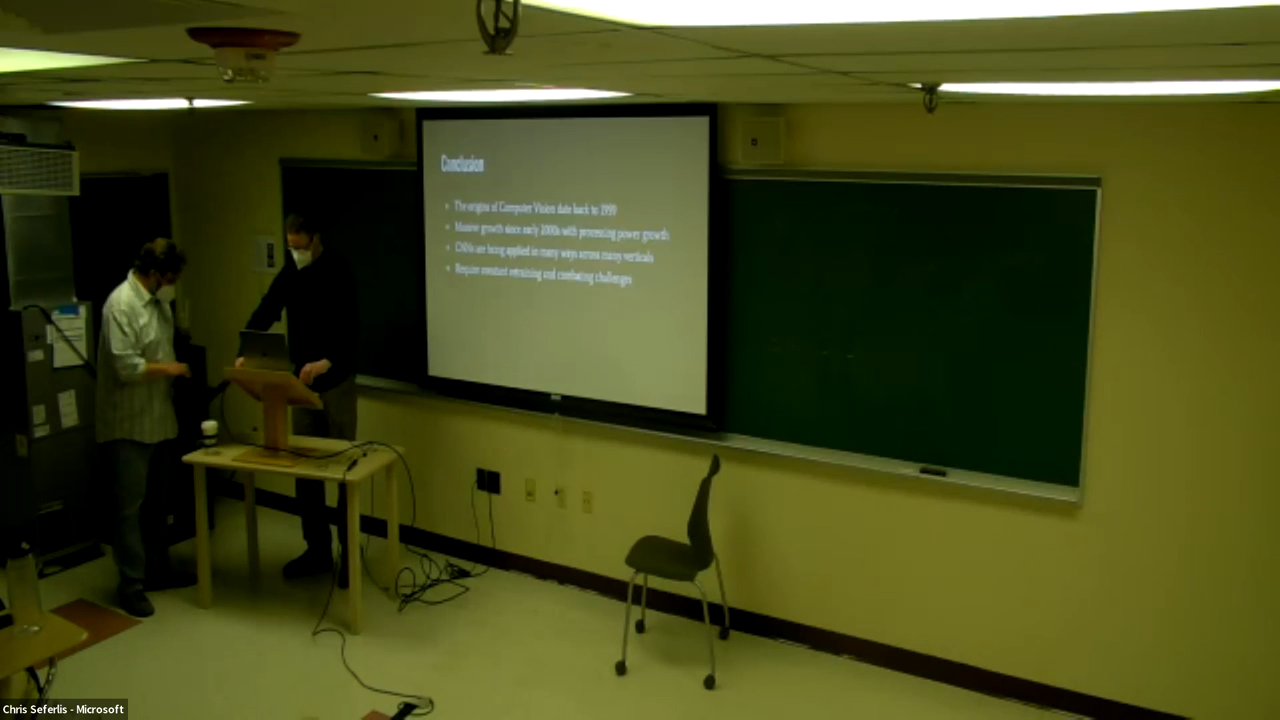 Conclusion
• The origins of Computer Vision date back to 1959
• Massive growth since early 2000s with processing power growth
• CNNs are being applied in many ways across many verticals
• Require constant retraining and combating challenges
Chris Seferlis - Microsoft